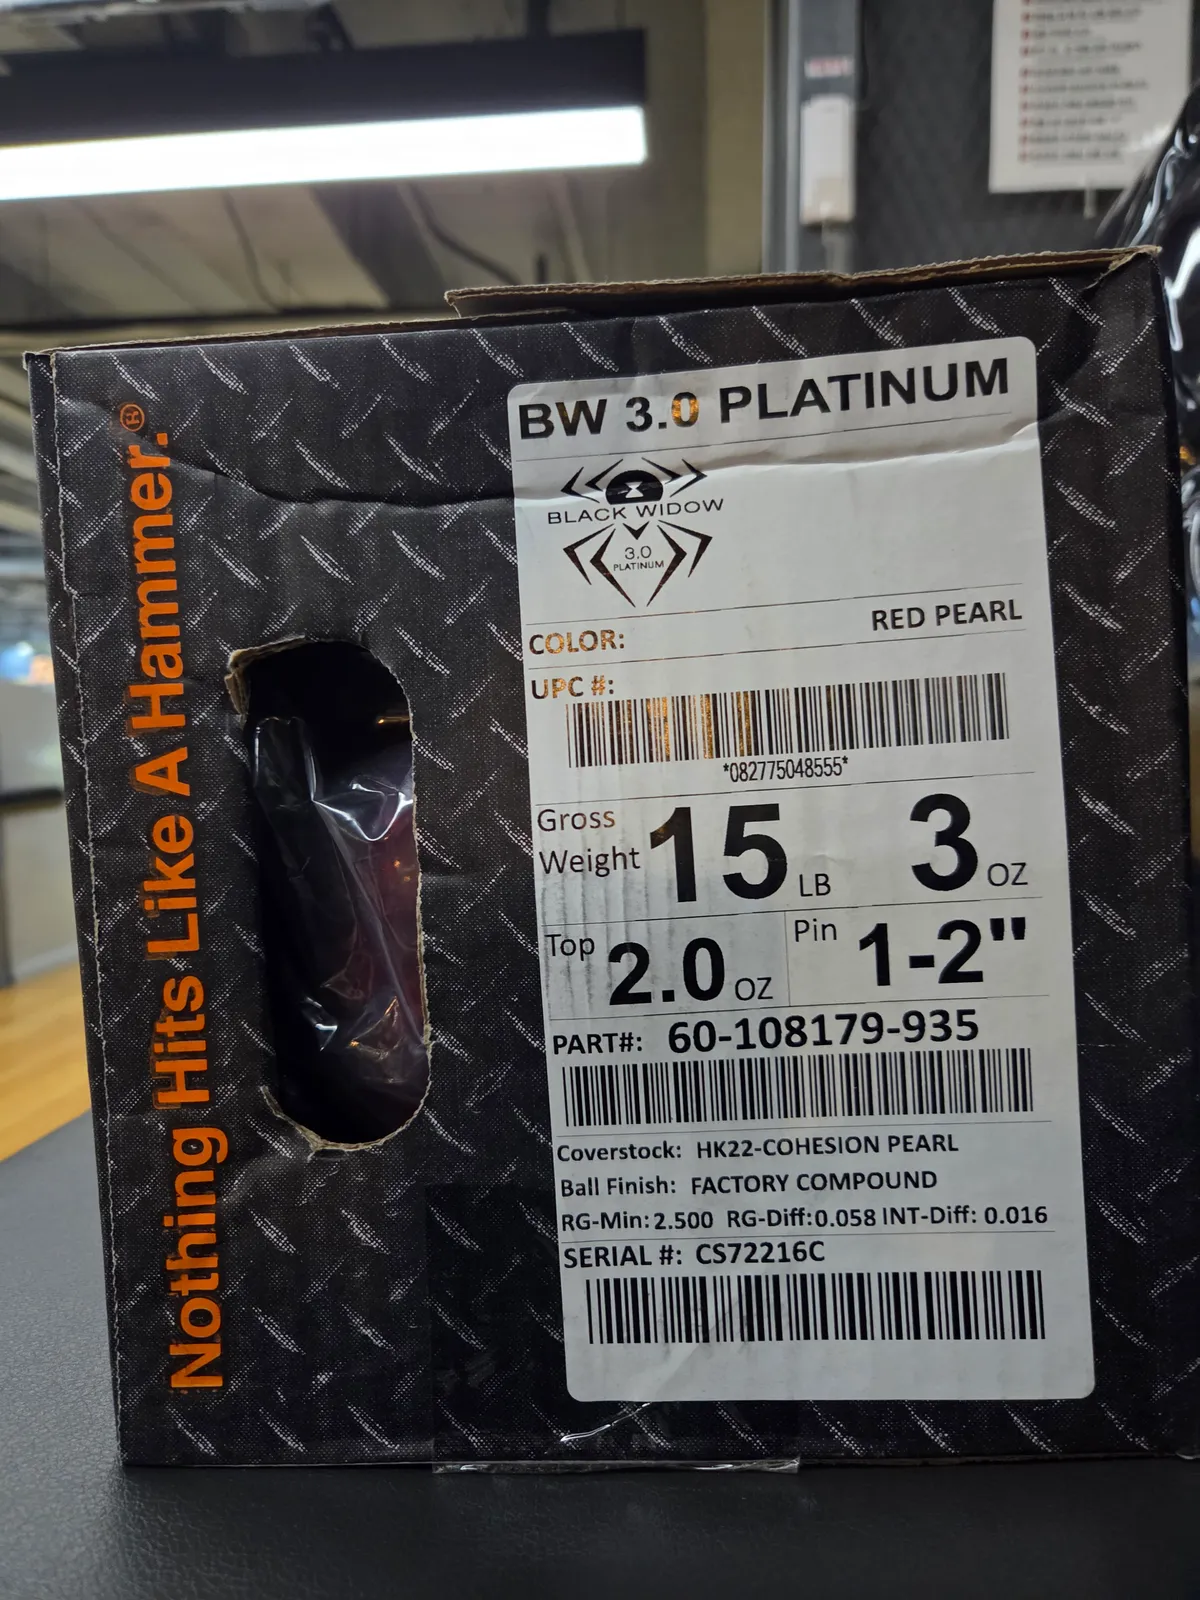 Nothing Hits Like A Hammer.®
BW 3.0 PLATINUM
BLACK WIDOW
3.0
PLATINUM
COLOR: RED PEARL
UPC #:
*082775048555*
Gross Weight 15 LB 3 OZ
Top 2.0 OZ Pin 1-2"
PART#: 60-108179-935
Coverstock: HK22-COHESION PEARL
Ball Finish: FACTORY COMPOUND
RG-Min: 2.500 RG-Diff: 0.058 INT-Diff: 0.016
SERIAL #: CS72216C